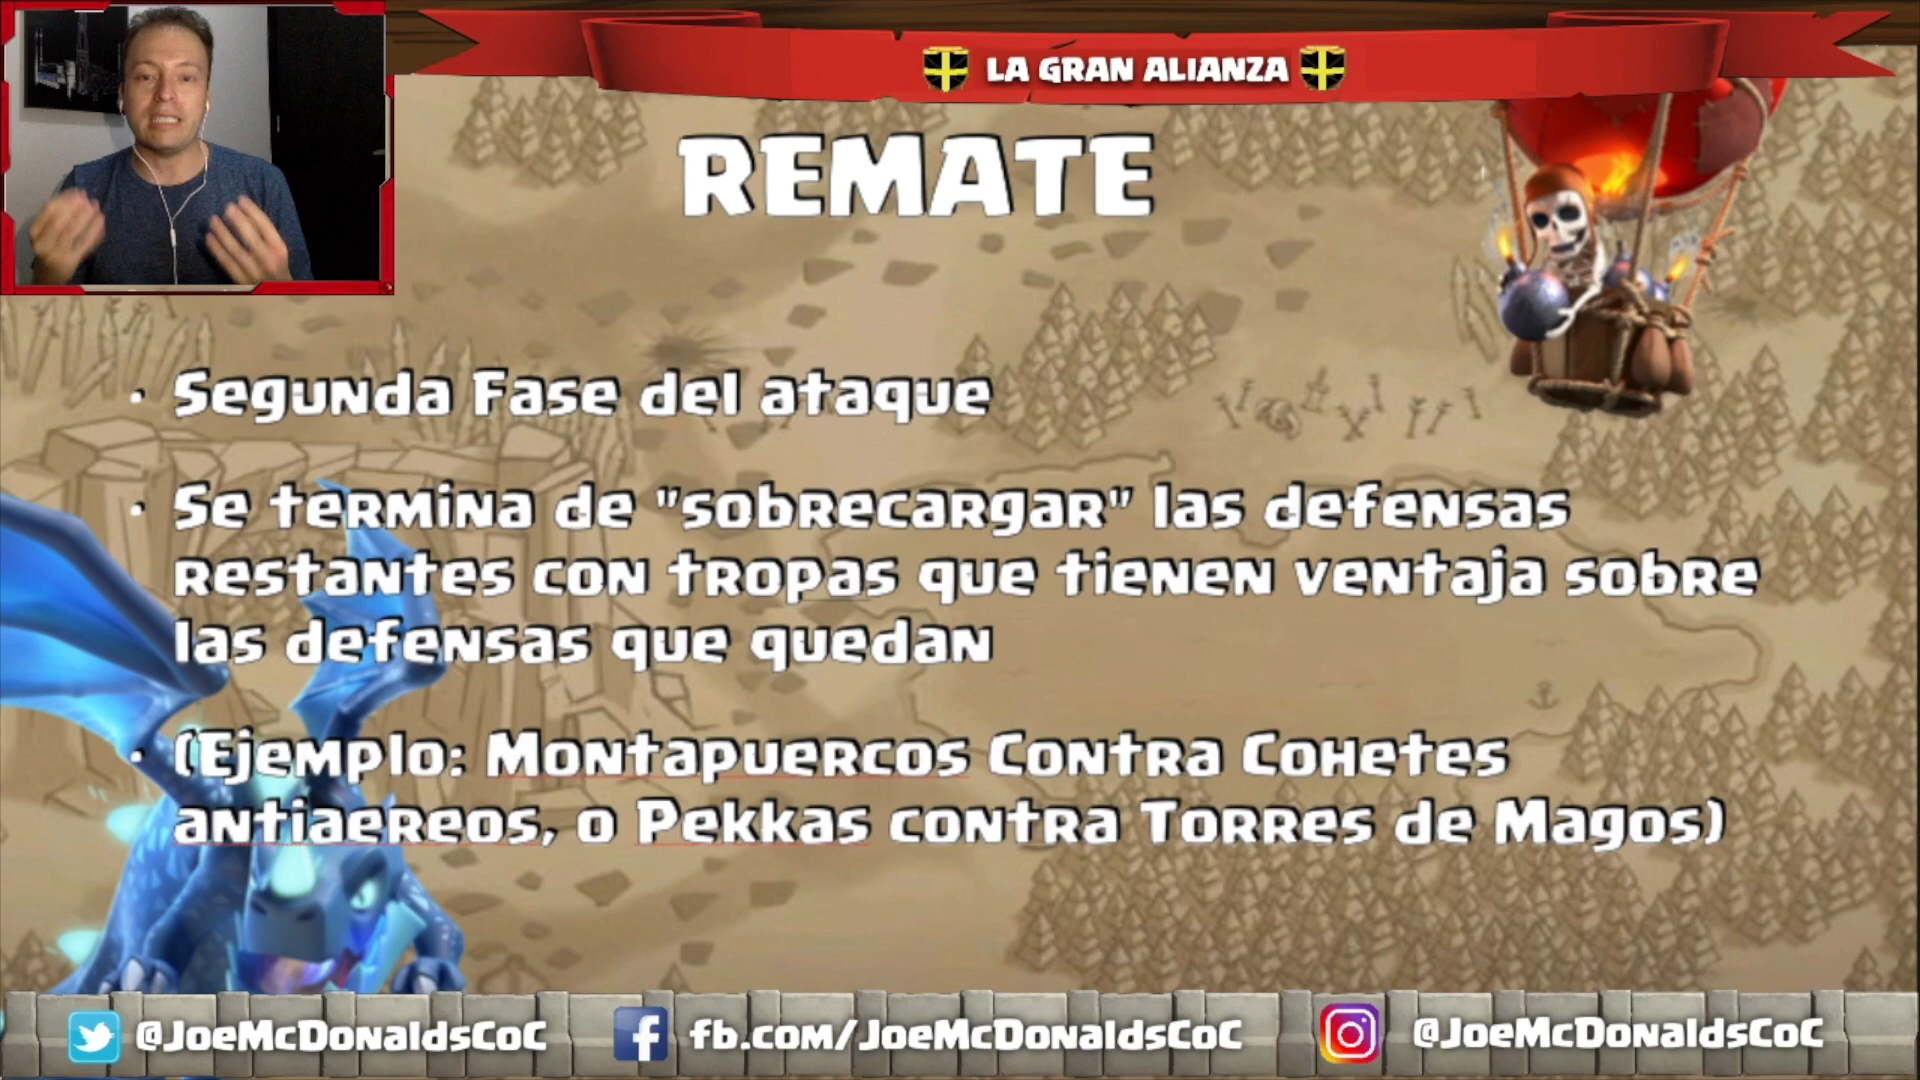 LA GRAN ALIANZA
REMATE
• Segunda Fase del ataque
• Se termina de "sobrecargar" las defensas
restantes con tropas que tienen ventaja sobre
las defensas que quedan
• (Ejemplo: Montapuercos Contra Cohetes
antiaereos, o Pekkas contra Torres de Magos)
@JoeMcDonaldsCoC
fb.com/JoeMcDonaldsCoC
@JoeMcDonaldsCoC